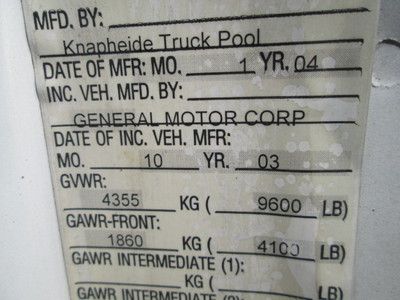 MFD. BY:
Knapheide Truck Pool
DATE OF MFR: MO. 1 YR. 04
INC. VEH. MFD. BY:
GENERAL MOTOR CORP
DATE OF INC. VEH. MFR:
MO. 10 YR. 03
GVWR:
4355 KG ( 9600 LB)
GAWR-FRONT:
1860 KG ( 4100 LB)
GAWR INTERMEDIATE (1):
KG ( LB)
GAWR INTERMEDIATE (2):